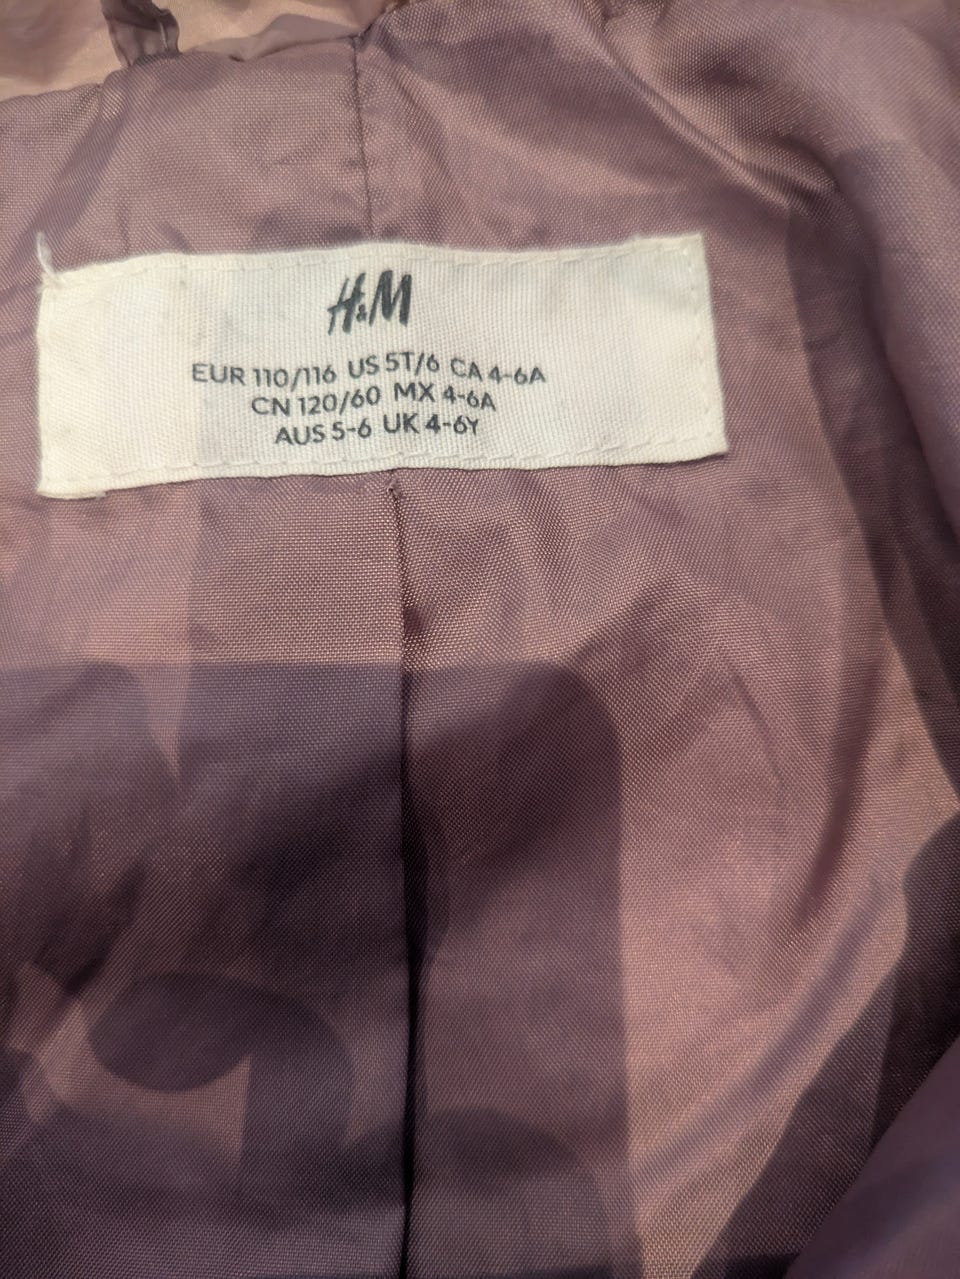 H&M
EUR 110/116 US 5T/6 CA 4-6A
CN 120/60 MX 4-6A
AUS 5-6 UK 4-6Y